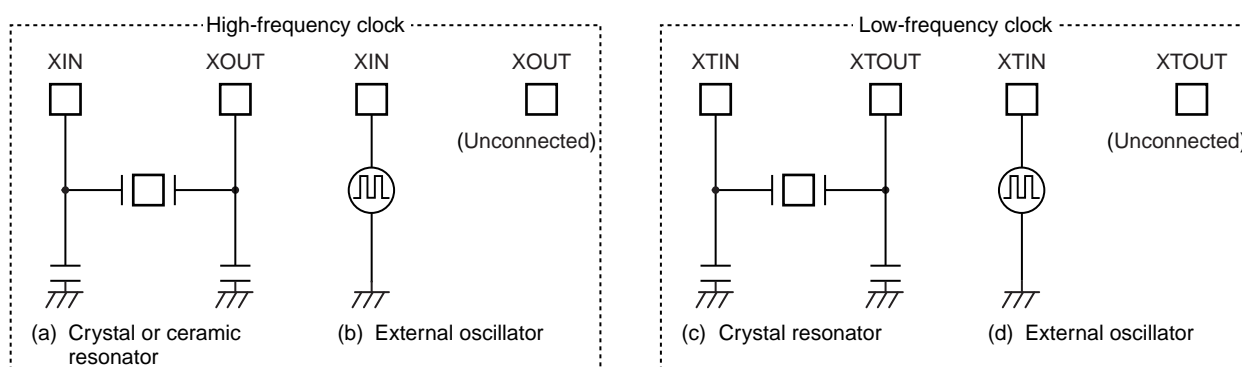 High-frequency clock
XIN XOUT XIN XOUT
(Unconnected)
(a) Crystal or ceramic
resonator
(b) External oscillator
Low-frequency clock
XTIN XTOUT XTIN XTOUT
(Unconnected)
(c) Crystal resonator
(d) External oscillator